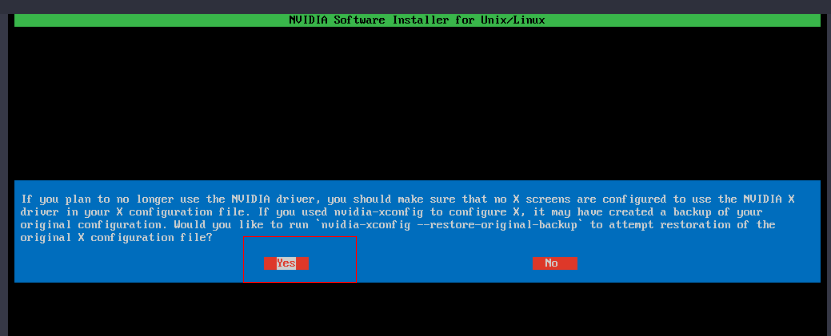 NVIDIA Software Installer for Unix/Linux
If you plan to no longer use the NVIDIA driver, you should make sure that no X screens are configured to use the NVIDIA X
driver in your X configuration file. If you used nvidia-xconfig to configure X, it may have created a backup of your
original configuration. Would you like to run `nvidia-xconfig --restore-original-backup` to attempt restoration of the
original X configuration file?
Yes No